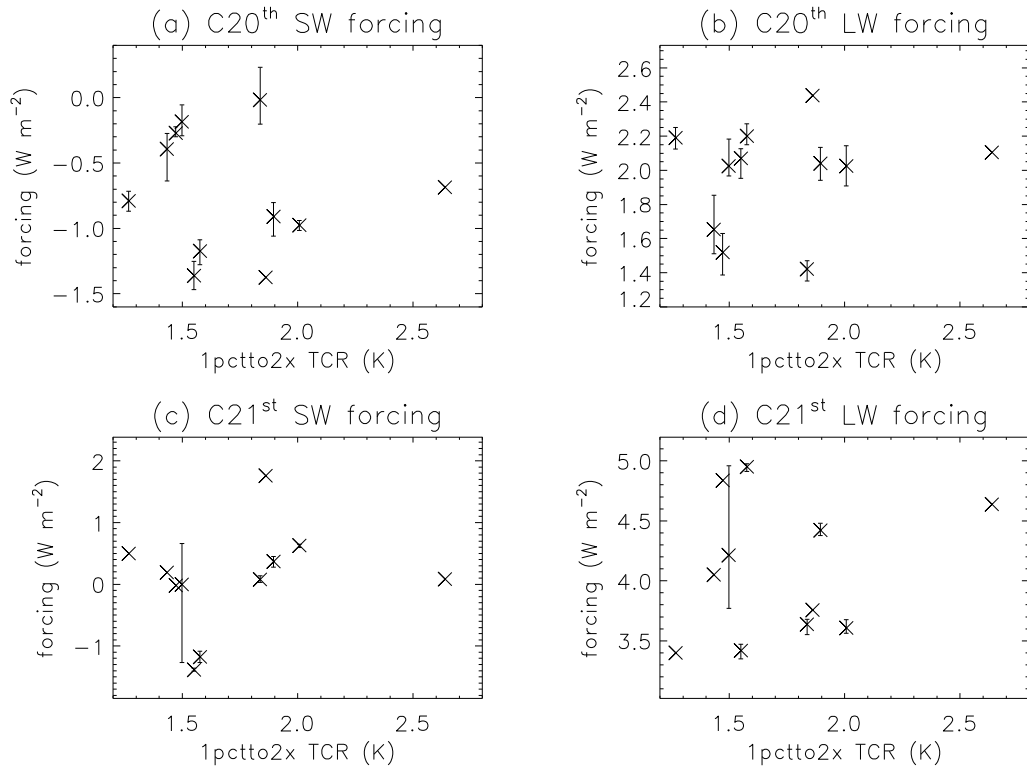 (a) C20th SW forcing
(b) C20th LW forcing
forcing (W m−2)
0.0
−0.5
−1.0
−1.5
1.5 2.0 2.5
1pctto2x TCR (K)
forcing (W m−2)
2.6
2.4
2.2
2.0
1.8
1.6
1.4
1.2
1.5 2.0 2.5
1pctto2x TCR (K)
(c) C21st SW forcing
(d) C21st LW forcing
forcing (W m−2)
2
1
0
−1
1.5 2.0 2.5
1pctto2x TCR (K)
forcing (W m−2)
5.0
4.5
4.0
3.5
1.5 2.0 2.5
1pctto2x TCR (K)